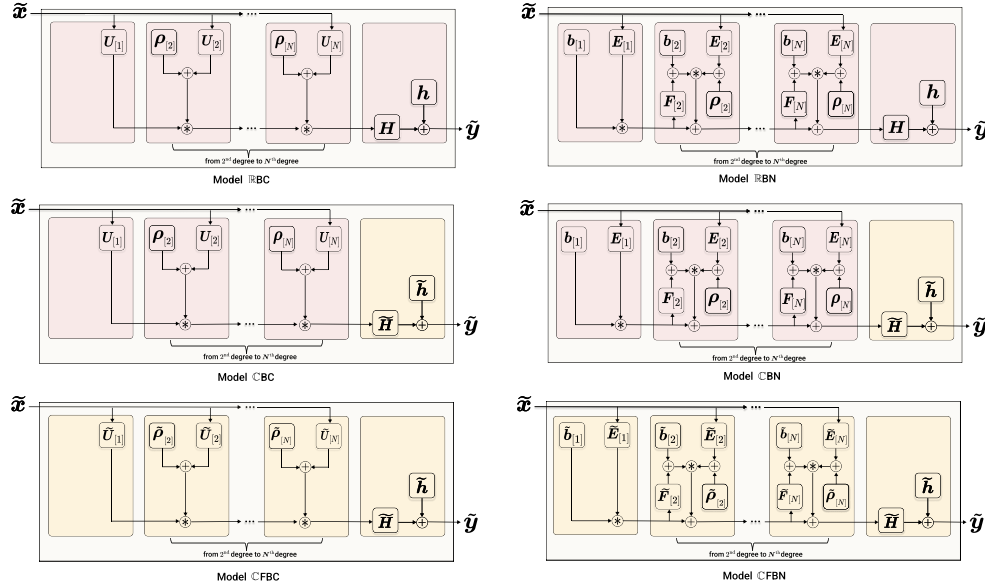 x̃ ... x̃ ...
U[1] ρ[2] U[2] ρ[N] U[N] b[1] E[1] b[2] E[2] b[N] E[N]
+ + + * + + * +
h F[2] ρ[2] F[N] ρ[N] h
* ... * H + ỹ * + ... + H + ỹ
from 2nd degree to Nth degree from 2nd degree to Nth degree
Model ℝBC Model ℝBN
x̃ ... x̃ ...
U[1] ρ[2] U[2] ρ[N] U[N] b[1] E[1] b[2] E[2] b[N] E[N]
+ + + * + + * +
h̃ F[2] ρ[2] F[N] ρ[N] h̃
* ... * H̃ + ỹ * + ... + H̃ + ỹ
from 2nd degree to Nth degree from 2nd degree to Nth degree
Model ℂBC Model ℂBN
x̃ ... x̃ ...
Ũ[1] ρ̃[2] Ũ[2] ρ̃[N] Ũ[N] b̃[1] Ẽ[1] b̃[2] Ẽ[2] b̃[N] Ẽ[N]
+ + + * + + * +
h̃ F̃[2] ρ̃[2] F̃[N] ρ̃[N] h̃
* ... * H̃ + ỹ * + ... + H̃ + ỹ
from 2nd degree to Nth degree from 2nd degree to Nth degree
Model ℂFBC Model ℂFBN